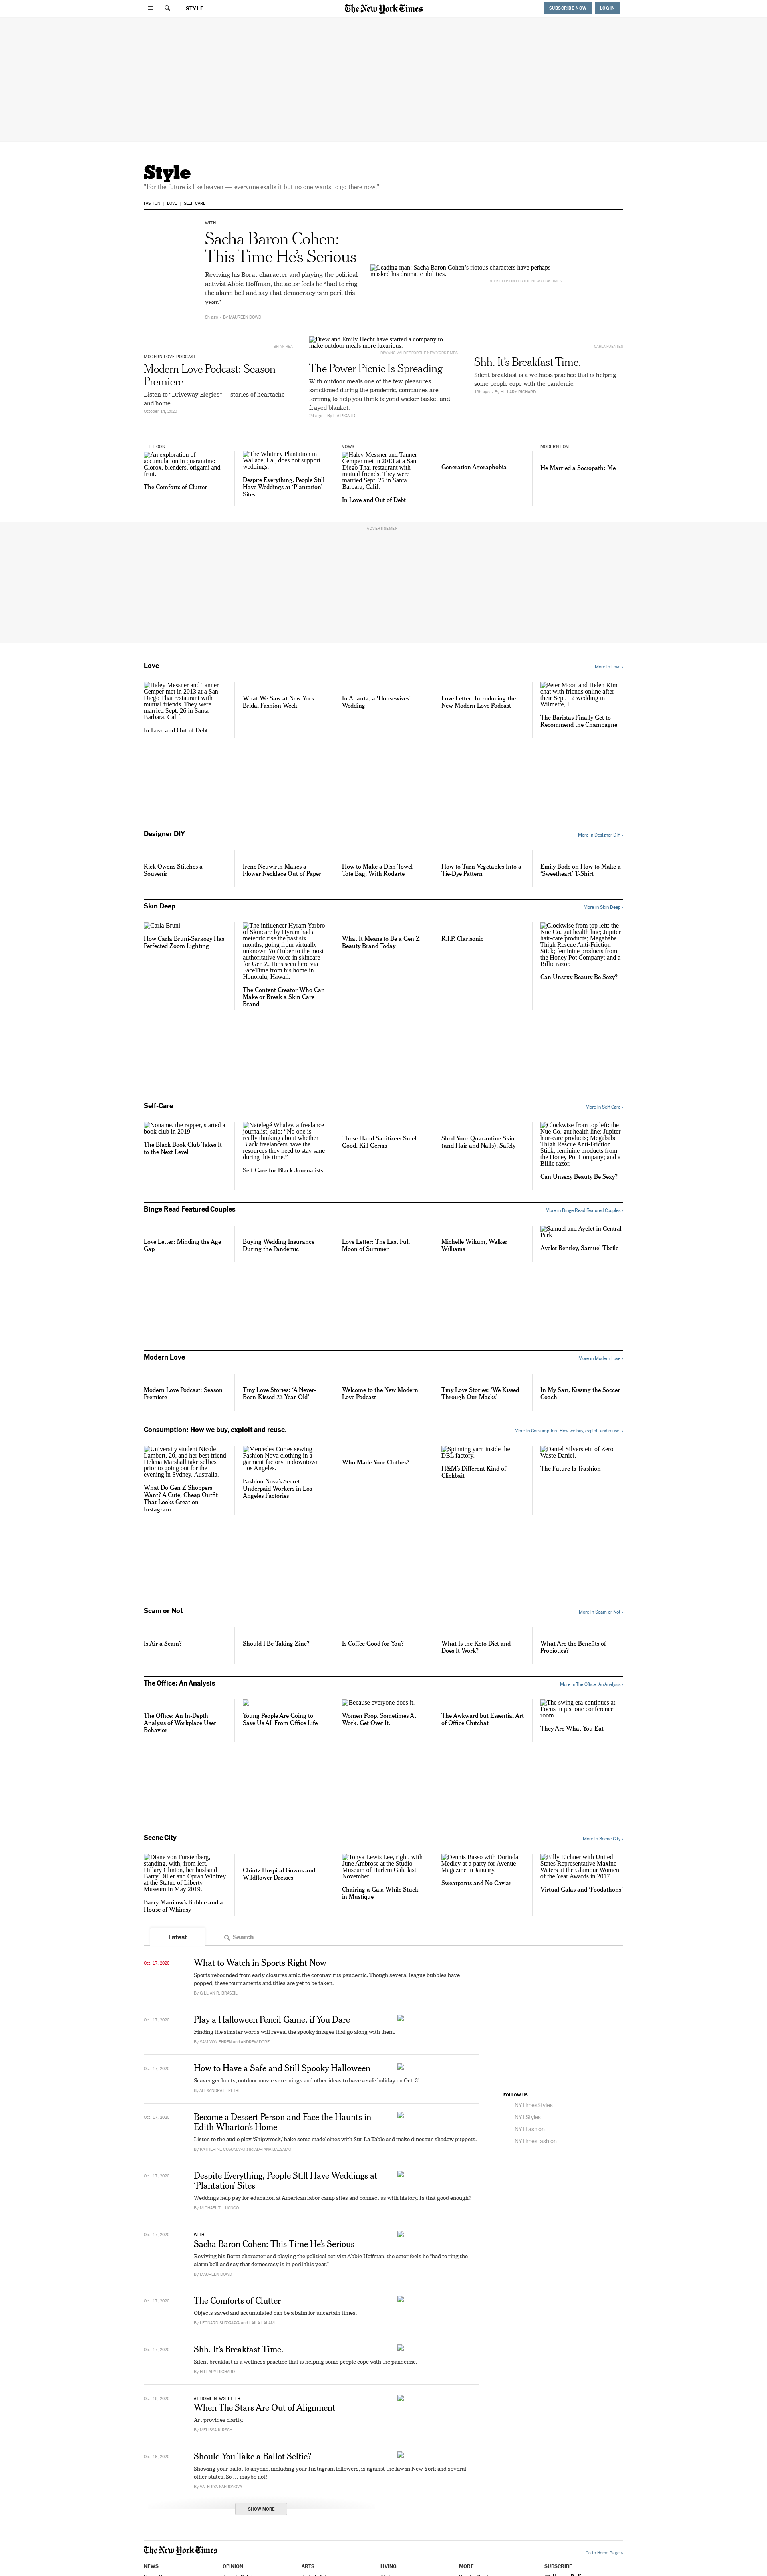 STYLE
The New York Times
SUBSCRIBE NOW
LOG IN
Style
"For the future is like heaven — everyone exalts it but no one wants to go there now."
FASHION
LOVE
SELF-CARE
WITH ...
Sacha Baron Cohen:
This Time He's Serious
Reviving his Borat character and playing the political
activist Abbie Hoffman, the actor feels he "had to ring
the alarm bell and say that democracy is in peril this
year."
8h ago - By MAUREEN DOWD
Leading man: Sacha Baron Cohen's riotous characters have perhaps
masked his dramatic abilities.
BUCK ELLISON FOR THE NEW YORK TIMES
BRIAN REA
MODERN LOVE PODCAST
Modern Love Podcast: Season
Premiere
Listen to "Driveway Elegies" — stories of heartache
and home.
October 14, 2020
Drew and Emily Hecht have started a company to
make outdoor meals more luxurious.
The Power Picnic Is Spreading
With outdoor meals one of the few pleasures
sanctioned during the pandemic, companies are
forming to help you think beyond wicker basket and
frayed blanket.
2d ago - By LIA PICARD
CARLA FUENTES
Shh. It's Breakfast Time.
Silent breakfast is a wellness practice that is helping
some people cope with the pandemic.
By HILLARY RICHARD
THE LOOK
An exploration of
accumulation in quarantine:
Clorox, blenders, origami and
fruit.
The Comforts of Clutter
The Whitney Plantation in
Wallace, La., does not support
weddings.
Despite Everything, People Still
Have Weddings at 'Plantation'
Sites
VOWS
Haley Messner and Tanner
Cemper met in 2013 at a San
Diego Thai restaurant with
mutual friends. They were
married Sept. 26 in Santa
Barbara, Calif.
In Love and Out of Debt
Generation Agoraphobia
MODERN LOVE
He Married a Sociopath: Me
ADVERTISEMENT
Love
More in Love ›
Haley Messner and Tanner
Cemper met in 2013 at a San
Diego Thai restaurant with
mutual friends. They were
married Sept. 26 in Santa
Barbara, Calif.
In Love and Out of Debt
What We Saw at New York
Bridal Fashion Week
In Atlanta, a 'Housewives'
Wedding
Love Letter: Introducing the
New Modern Love Podcast
Peter Moon and Helen Kim
chat with friends online after
their Sept. 12 wedding in
Wilmette, Ill.
The Baristas Finally Get to
Recommend the Champagne
Designer DIY
More in Designer DIY ›
Rick Owens Stitches a
Souvenir
Irene Neuwirth Makes a
Flower Necklace Out of Paper
How to Make a Dish Towel
Tote Bag, With Rodarte
How to Turn Vegetables Into a
Tie-Dye Pattern
Emily Bode on How to Make a
'Sweetheart' T-Shirt
Skin Deep
More in Skin Deep ›
Carla Bruni
How Carla Bruni-Sarkozy Has
Perfected Zoom Lighting
The influencer Hyram Yarbro
of Skincare by Hyram had a
meteoric rise the past six
months, going from virtually
unknown YouTuber to the most
authoritative voice in skincare
for Gen Z. He's seen here via
FaceTime from his home in
Honolulu, Hawaii.
The Content Creator Who Can
Make or Break a Skin Care
Brand
What It Means to Be a Gen Z
Beauty Brand Today
R.I.P. Clarisonic
Clockwise from top left: the
Nue Co. gut health line; Jupiter
hair-care products; Megababe
Thigh Rescue Anti-Friction
Stick; feminine products from
the Honey Pot Company; and a
Billie razor.
Can Unsexy Beauty Be Sexy?
Self-Care
More in Self-Care ›
Noname, the rapper, started a
book club in 2019.
The Black Book Club Takes It
to the Next Level
Natelegé Whaley, a freelance
journalist, said: "No one is
really thinking about whether
Black freelancers have the
resources they need to stay sane
during this time."
Self-Care for Black Journalists
These Hand Sanitizers Smell
Good, Kill Germs
Shed Your Quarantine Skin
(and Hair and Nails), Safely
Clockwise from top left: the
Nue Co. gut health line; Jupiter
hair-care products; Megababe
Thigh Rescue Anti-Friction
Stick; feminine products from
the Honey Pot Company; and a
Billie razor.
Can Unsexy Beauty Be Sexy?
Binge Read Featured Couples
More in Binge Read Featured Couples ›
Love Letter: Minding the Age
Gap
Buying Wedding Insurance
During the Pandemic
Love Letter: The Last Full
Moon of Summer
Michelle Wikum, Walker
Williams
Samuel and Ayelet in Central
Park
Ayelet Bentley, Samuel Theile
Modern Love
More in Modern Love ›
Modern Love Podcast: Season
Premiere
Tiny Love Stories: 'A Never-
Been-Kissed 23-Year-Old'
Welcome to the New Modern
Love Podcast
Tiny Love Stories: 'We Kissed
Through Our Masks'
In My Sari, Kissing the Soccer
Coach
Consumption: How we buy, exploit and reuse.
More in Consumption: How we buy, exploit and reuse. ›
University student Nicole
Lambert, 20, and her best friend
Helena Marshall take selfies
prior to going out for the
evening in Sydney, Australia.
What Do Gen Z Shoppers
Want? A Cute, Cheap Outfit
That Looks Great on
Instagram
Mercedes Cortes sewing
Fashion Nova clothing in a
garment factory in downtown
Los Angeles.
Fashion Nova's Secret:
Underpaid Workers in Los
Angeles Factories
Who Made Your Clothes?
Spinning yarn inside the
DBL factory.
H&M's Different Kind of
Clickbait
Daniel Silverstein of Zero
Waste Daniel.
The Future Is Trashion
Scam or Not
More in Scam or Not ›
Is Air a Scam?
Should I Be Taking Zinc?
Is Coffee Good for You?
What Is the Keto Diet and
Does It Work?
What Are the Benefits of
Probiotics?
The Office: An Analysis
More in The Office: An Analysis ›
The Office: An In-Depth
Analysis of Workplace User
Behavior
Young People Are Going to
Save Us All From Office Life
Because everyone does it.
Women Poop. Sometimes At
Work. Get Over It.
The Awkward but Essential Art
of Office Chitchat
The swing era continues at
Focus in just one conference
room.
They Are What You Eat
Scene City
More in Scene City ›
Diane von Furstenberg,
standing, with, from left,
Hillary Clinton, her husband
Barry Diller and Oprah Winfrey
at the Statue of Liberty
Museum in May 2019.
Barry Manilow's Bubble and a
House of Whimsy
Chintz Hospital Gowns and
Wildflower Dresses
Tonya Lewis Lee, right, with
June Ambrose at the Studio
Museum of Harlem Gala last
November.
Chairing a Gala While Stuck
in Mustique
Dennis Basso with Dorinda
Medley at a party for Avenue
Magazine in January.
Sweatpants and No Caviar
Billy Eichner with United
States Representative Maxine
Waters at the Glamour Women
of the Year Awards in 2017.
Virtual Galas and 'Foodathons'
Latest
Search
Oct. 17, 2020
What to Watch in Sports Right Now
Sports rebounded from early closures amid the coronavirus pandemic. Though several league bubbles have
popped, these tournaments and titles are yet to be taken.
By GILLIAN R. BRASSIL
Oct. 17, 2020
Play a Halloween Pencil Game, if You Dare
Finding the sinister words will reveal the spooky images that go along with them.
By SAM VON EHREN and ANDREW SORE
Oct. 17, 2020
How to Have a Safe and Still Spooky Halloween
Scavenger hunts, outdoor movie screenings and other ideas to have a safe holiday on Oct. 31.
By ALEXANDRA E. PETRI
Oct. 17, 2020
Become a Dessert Person and Face the Haunts in
Edith Wharton's Home
Listen to the audio play 'Shipwreck,' bake some madeleines with Sur La Table and make dinosaur-shadow puppets.
By KATHERINE CUSUMANO and ADRIANA BALSAMO
Oct. 17, 2020
Despite Everything, People Still Have Weddings at
'Plantation' Sites
Weddings help pay for education at American labor camp sites and connect us with history. Is that good enough?
By MICHAEL T. LUONGO
Oct. 17, 2020
WITH ...
Sacha Baron Cohen: This Time He's Serious
Reviving his Borat character and playing the political activist Abbie Hoffman, the actor feels he "had to ring the
alarm bell and say that democracy is in peril this year."
By MAUREEN DOWD
Oct. 17, 2020
The Comforts of Clutter
Objects saved and accumulated can be a balm for uncertain times.
Oct. 17, 2020
Shh. It's Breakfast Time.
Silent breakfast is a wellness practice that is helping some people cope with the pandemic.
By HILLARY RICHARD
Oct. 16, 2020
AT HOME NEWSLETTER
When The Stars Are Out of Alignment
Art provides clarity.
By MELISSA KIRSCH
Oct. 16, 2020
Should You Take a Ballot Selfie?
Showing your ballot to anyone, including your Instagram followers, is against the law in New York and several
other states. So … maybe not!
By VALERIYA SAFRONOVA
SHOW MORE
FOLLOW US
NYTimesStyles
NYTStyles
NYTFashion
NYTimesFashion
The New York Times
Go to Home Page »
NEWS
OPINION
ARTS
LIVING
MORE
SUBSCRIBE